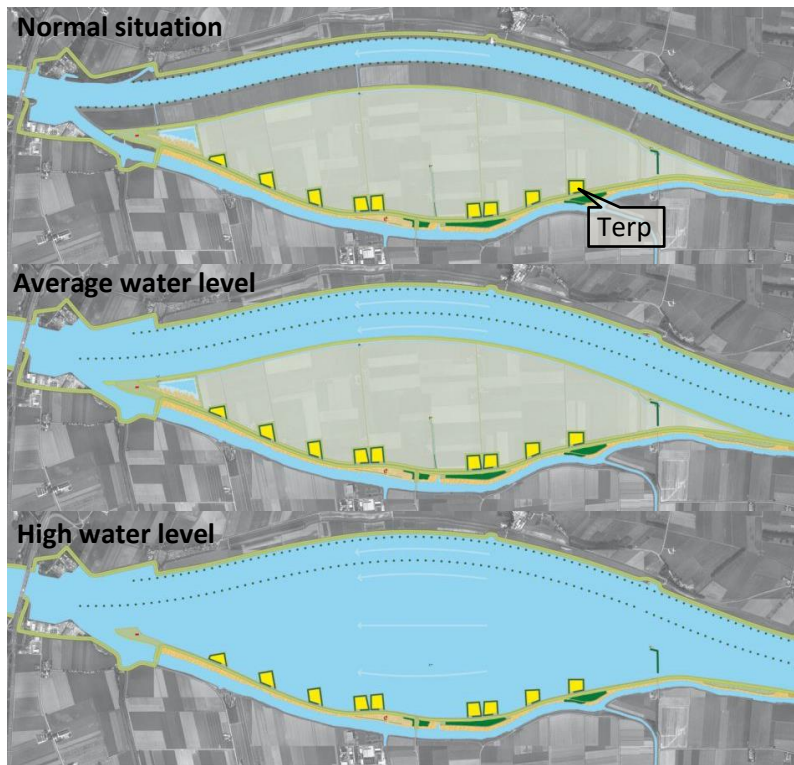 Normal situation
Terp
Average water level
High water level